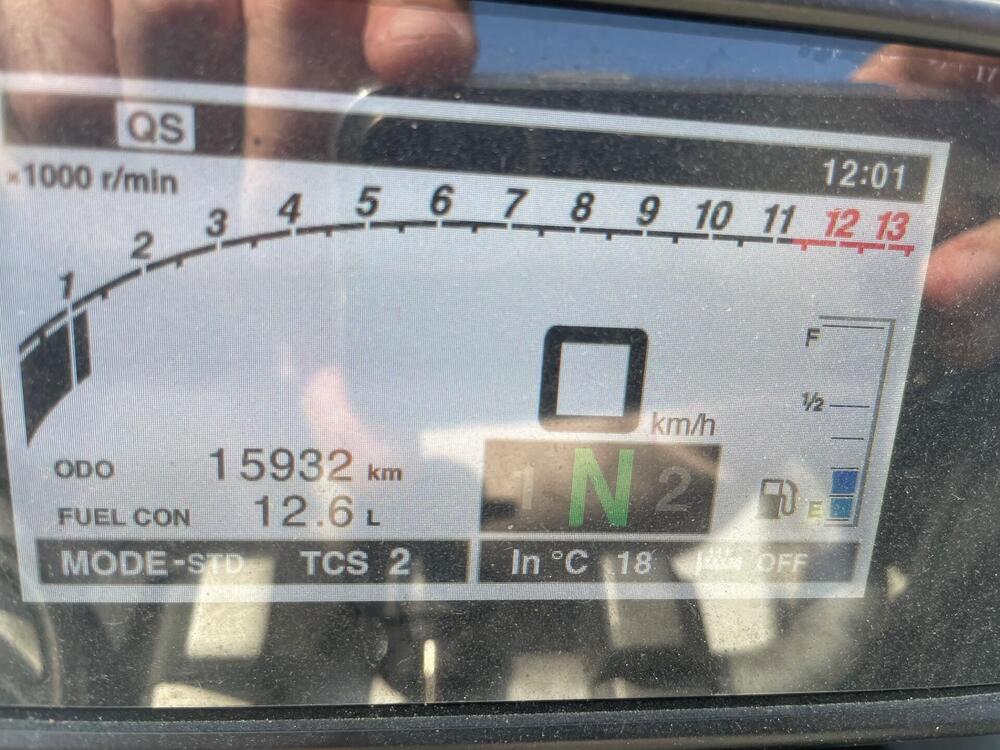 QS
12:01
×1000 r/min
1 2 3 4 5 6 7 8 9 10 11 12 13
F
1/2
E
0 km/h
ODO 15932 km
1 N 2
FUEL CON 12.6 L
MODE-STD TCS 2 In °C 18 OFF